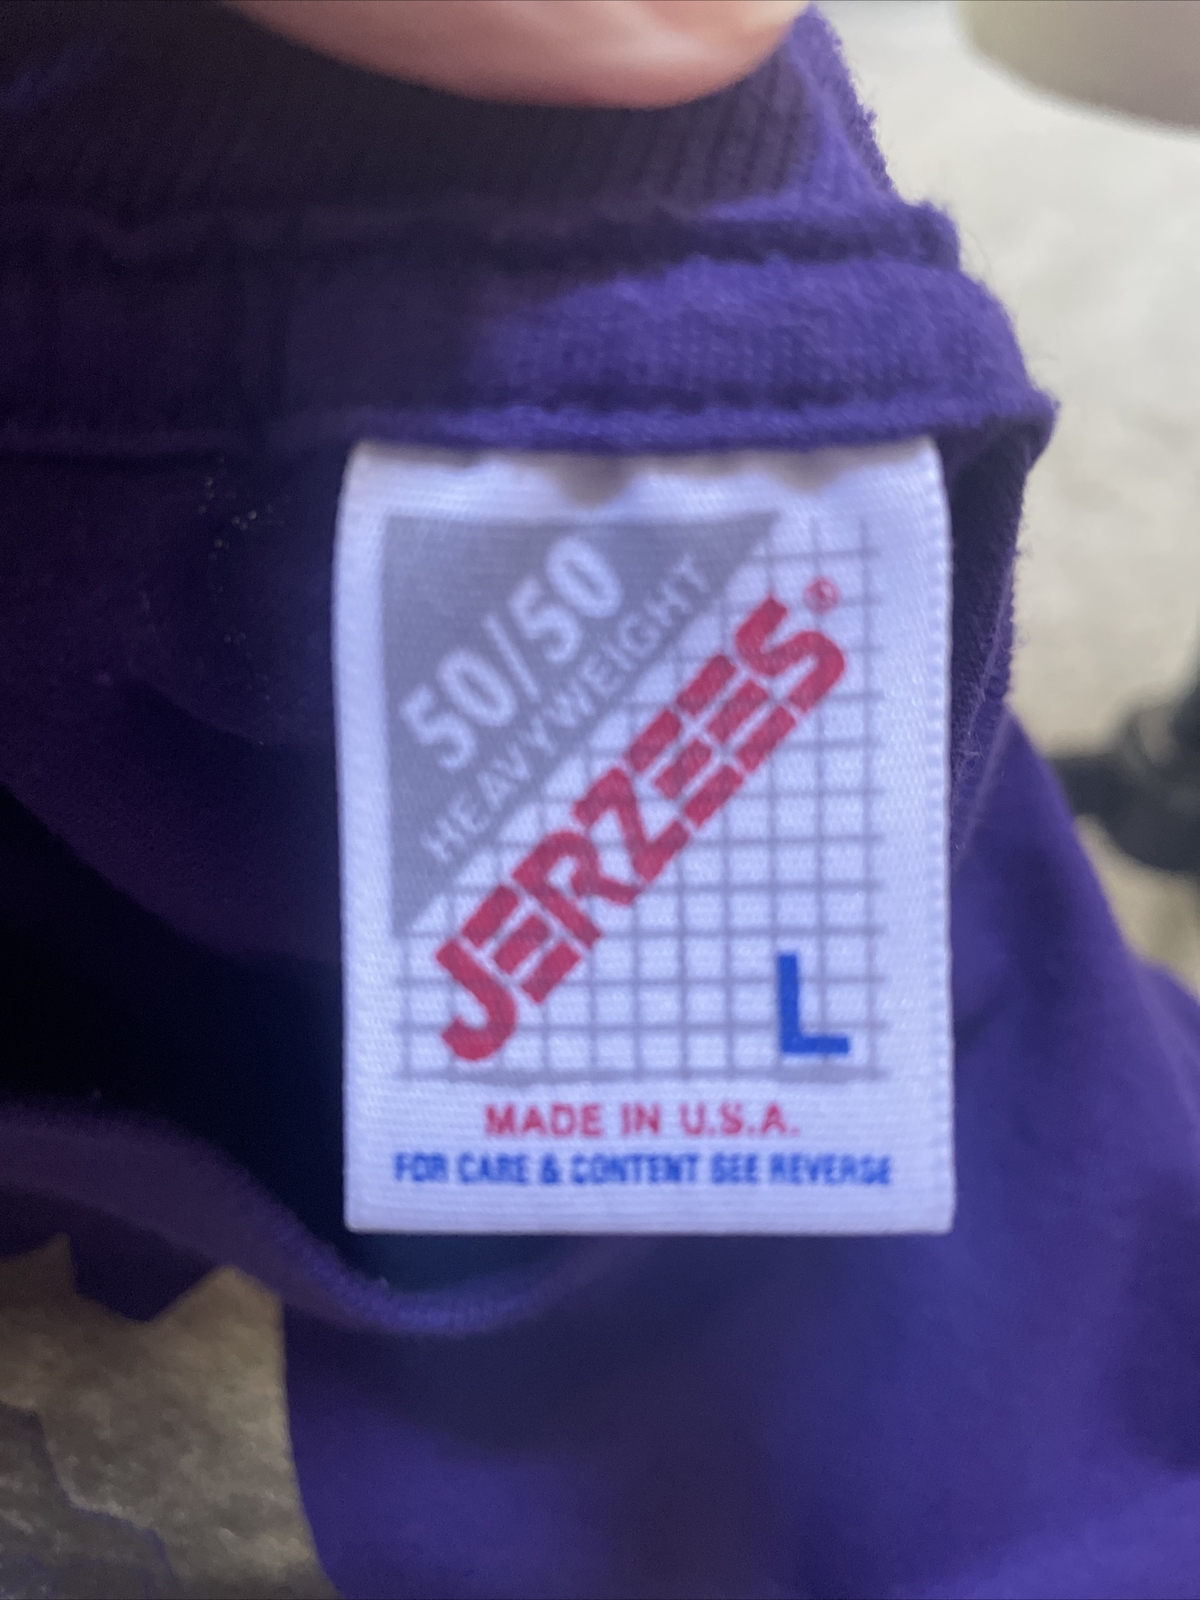 50/50
HEAVYWEIGHT
JERZEES®
L
MADE IN U.S.A.
FOR CARE & CONTENT SEE REVERSE